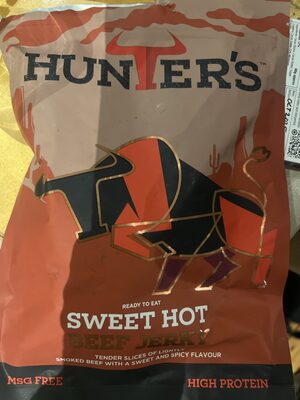 HUNTER'S™
READY TO EAT
SWEET HOT
BEEF JERKY
TENDER SLICES OF LIGHTLY
SMOKED BEEF WITH A SWEET AND SPICY FLAVOUR
MSG FREE
HIGH PROTEIN